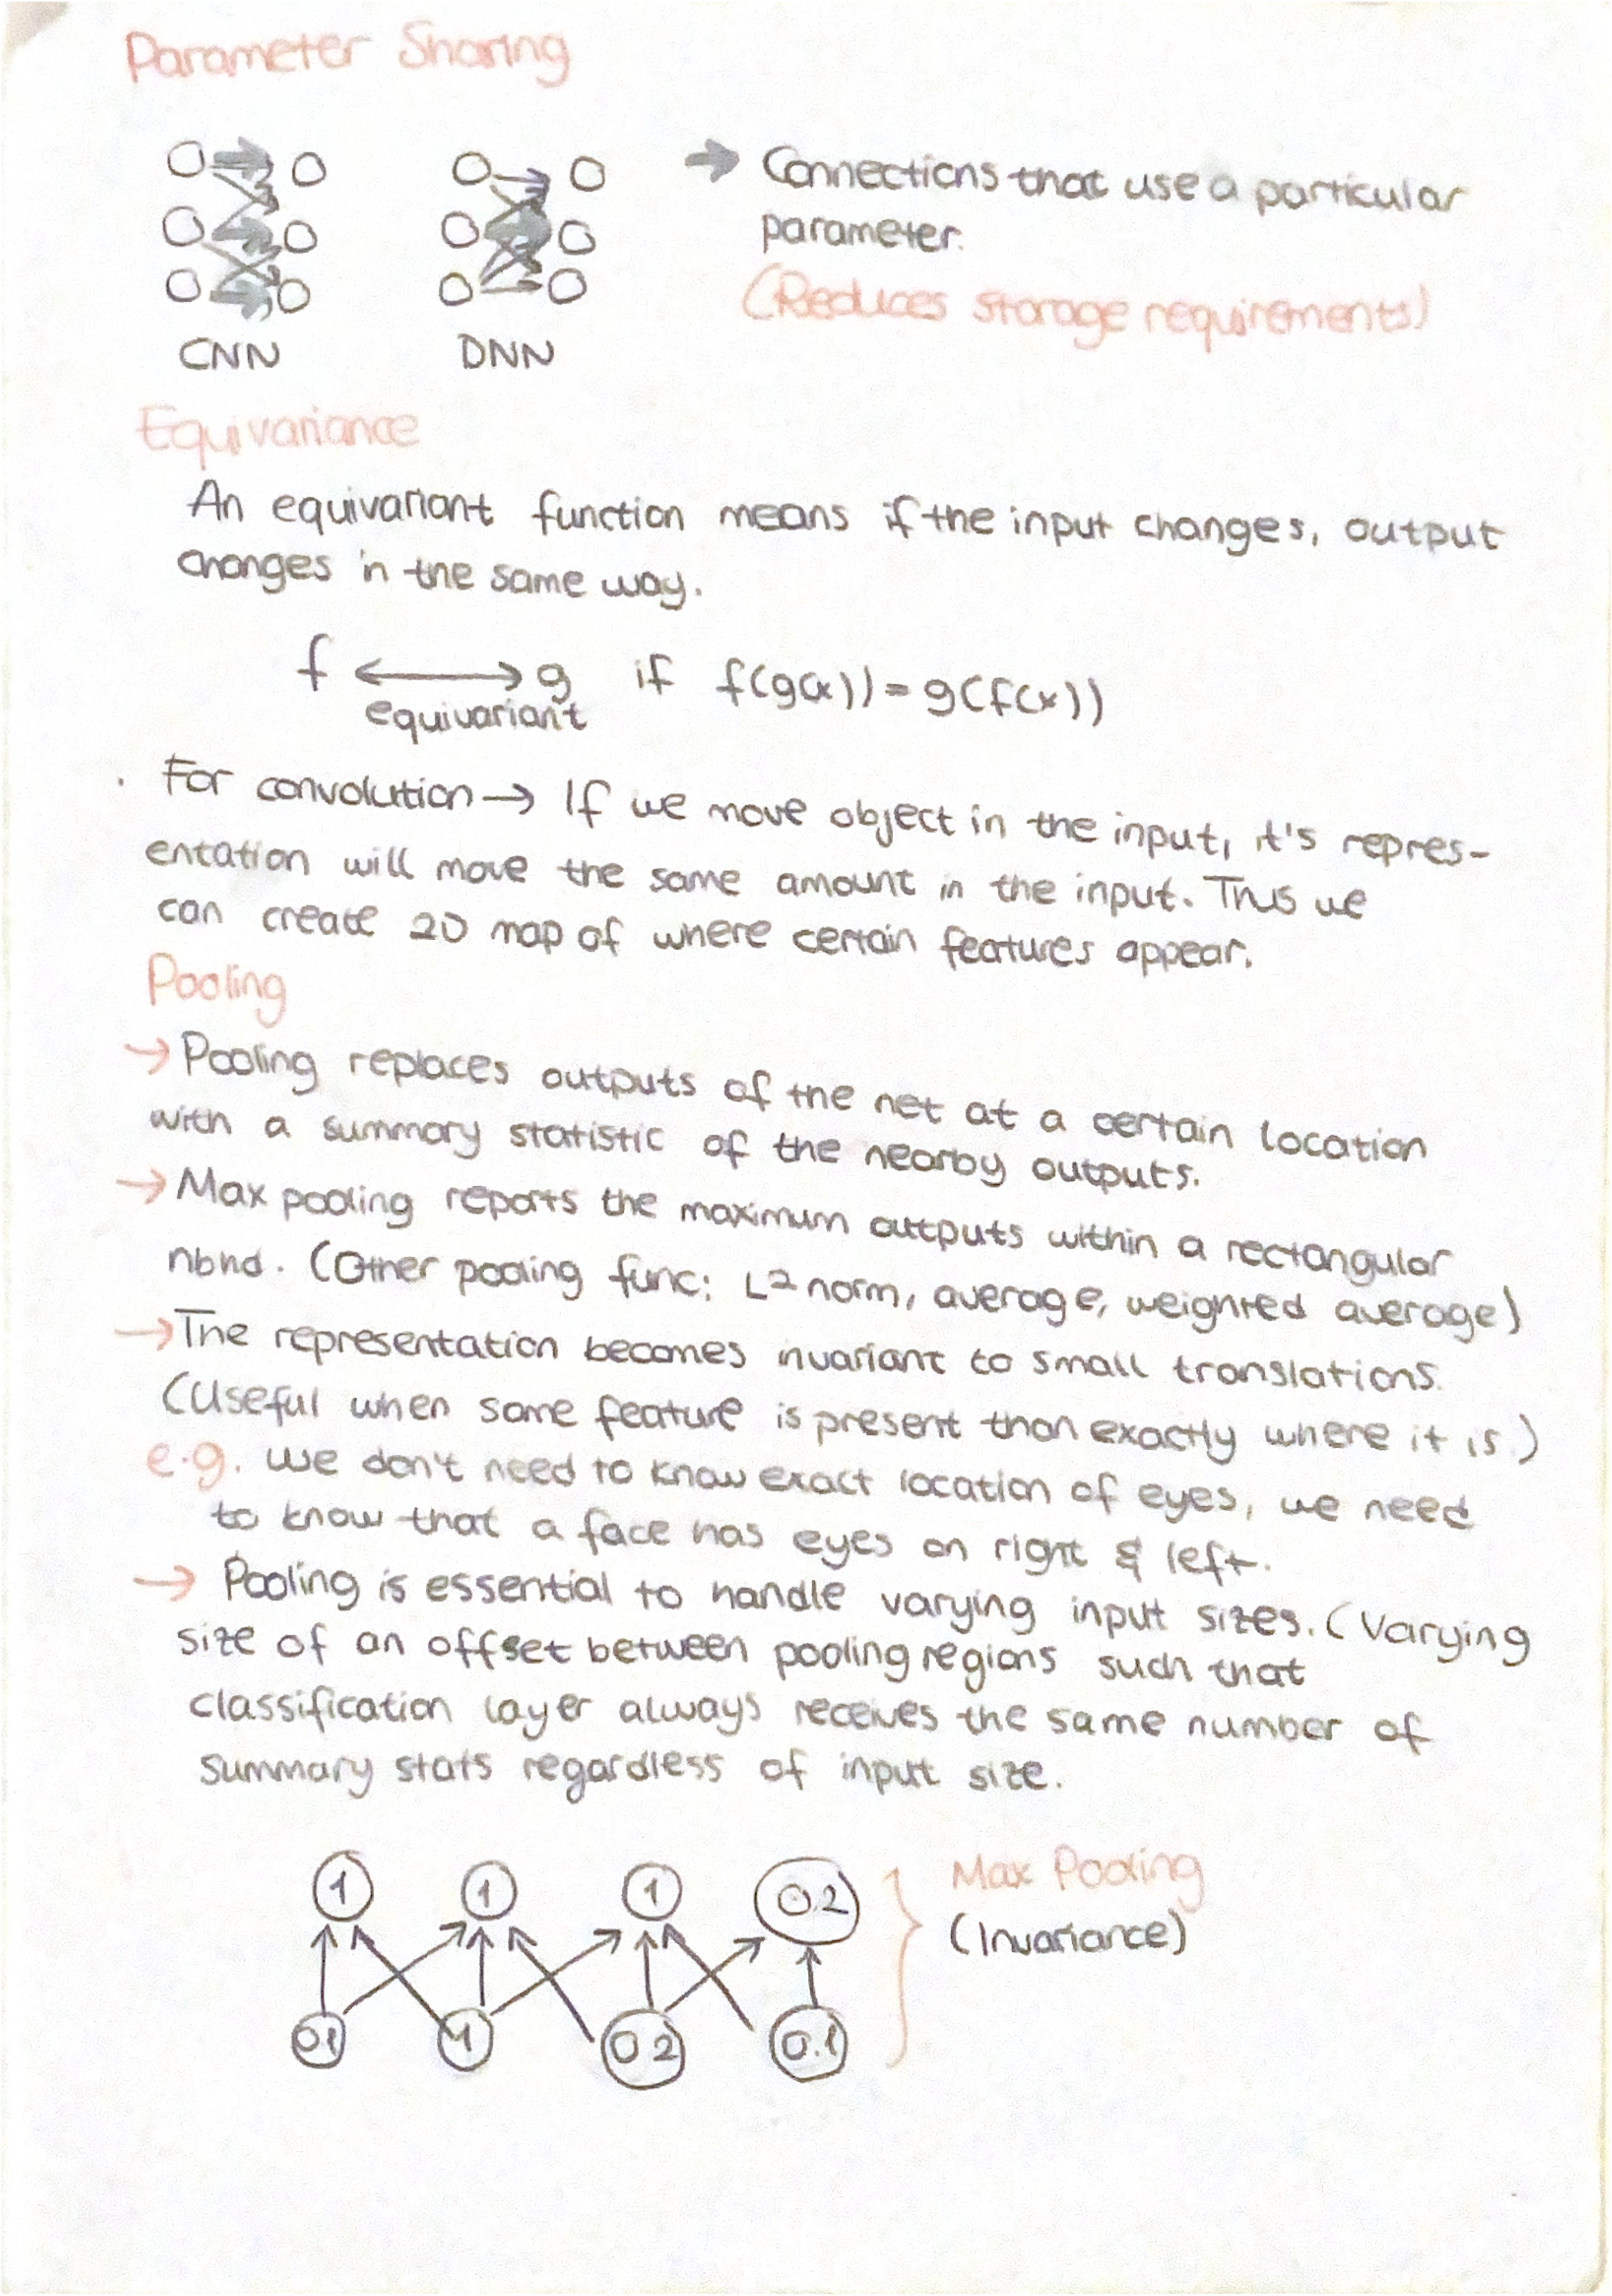 Parameter Sharing
Connections that use a particular
parameter.
(Reduces storage requirements)
CNN DNN
Equivariance
An equivariant function means if the input changes, output
changes in the same way.
f ⟷ g if f(g(x)) = g(f(x))
equivariant
. For convolution → If we move object in the input, it's repres-
entation will move the same amount in the input. Thus we
can create 2D map of where certain features appear.
Pooling
→ Pooling replaces outputs of the net at a certain location
with a summary statistic of the nearby outputs.
→ Max pooling reports the maximum outputs within a rectangular
nbhd. (Other pooling func: L2 norm, average, weighted average)
→ The representation becomes invariant to small translations.
(Useful when some feature is present than exactly where it is.)
e.g. we don't need to know exact location of eyes, we need
to know that a face has eyes on right & left.
→ Pooling is essential to handle varying input sizes. (Varying
size of an offset between pooling regions such that
classification layer always receives the same number of
summary stats regardless of input size.
1 1 1 0.2
Max Pooling
(Invariance)
0.1 1 0.2 0.1